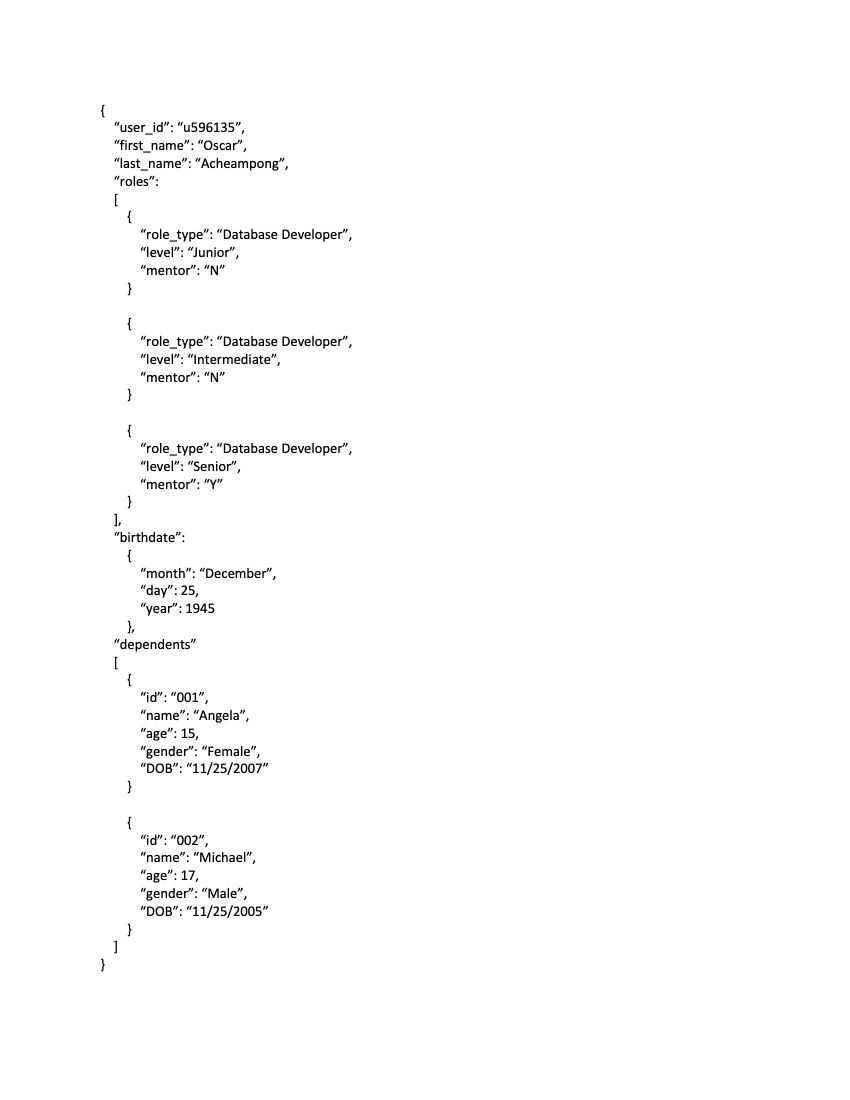 {
“user_id”: “u596135”,
“first_name”: “Oscar”,
“last_name”: “Acheampong”,
“roles”:
[
{
“role_type”: “Database Developer”,
“level”: “Junior”,
“mentor”: “N”
}
{
“role_type”: “Database Developer”,
“level”: “Intermediate”,
“mentor”: “N”
}
{
“role_type”: “Database Developer”,
“level”: “Senior”,
“mentor”: “Y”
}
],
“birthdate”:
{
“month”: “December”,
“day”: 25,
“year”: 1945
},
“dependents”
[
{
“id”: “001”,
“name”: “Angela”,
“age”: 15,
“gender”: “Female”,
“DOB”: “11/25/2007”
}
{
“id”: “002”,
“name”: “Michael”,
“age”: 17,
“gender”: “Male”,
“DOB”: “11/25/2005”
}
]
}